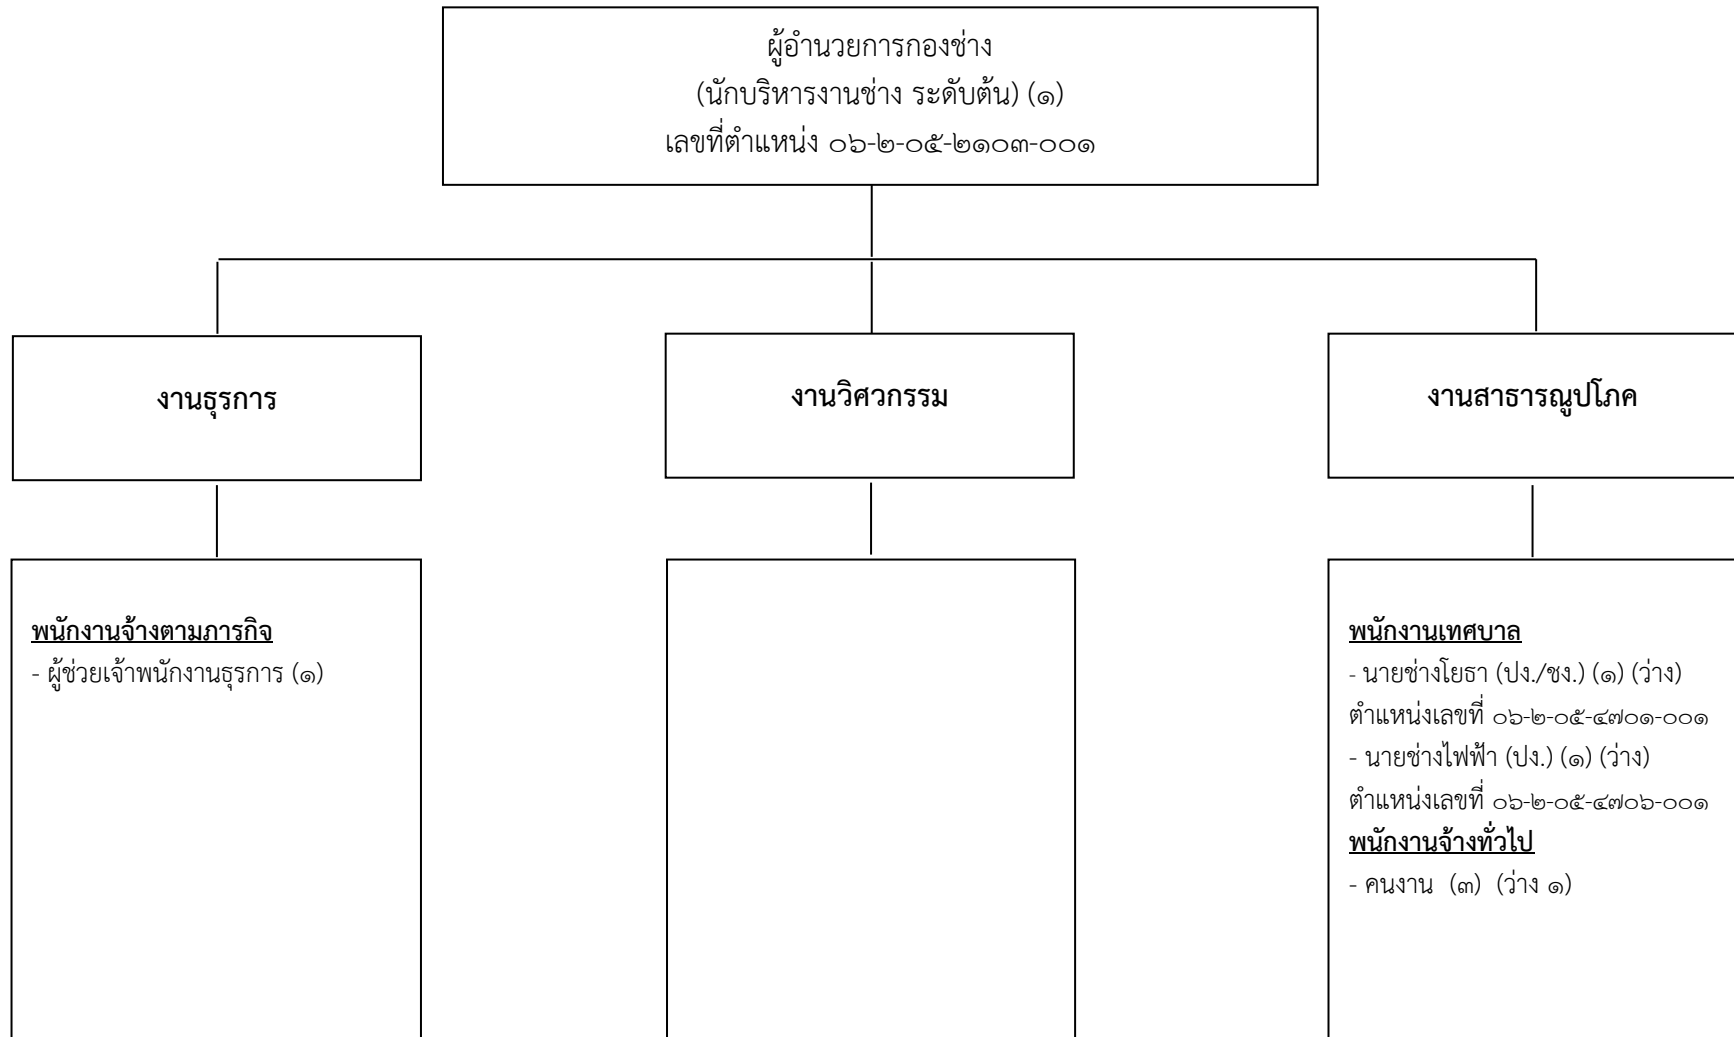 ผู้อำนวยการกองช่าง
(นักบริหารงานช่าง ระดับต้น) (๑)
เลขที่ตำแหน่ง ๐๖-๒-๐๕-๒๑๐๓-๐๐๑
งานธุรการ
งานวิศวกรรม
งานสาธารณูปโภค
พนักงานจ้างตามภารกิจ
- ผู้ช่วยเจ้าพนักงานธุรการ (๑)
พนักงานเทศบาล
- นายช่างโยธา (ปง./ชง.) (๑) (ว่าง)
ตำแหน่งเลขที่ ๐๖-๒-๐๕-๔๗๐๑-๐๐๑
- นายช่างไฟฟ้า (ปง.) (๑) (ว่าง)
ตำแหน่งเลขที่ ๐๖-๒-๐๕-๔๗๐๖-๐๐๑
พนักงานจ้างทั่วไป
- คนงาน (๓) (ว่าง ๑)